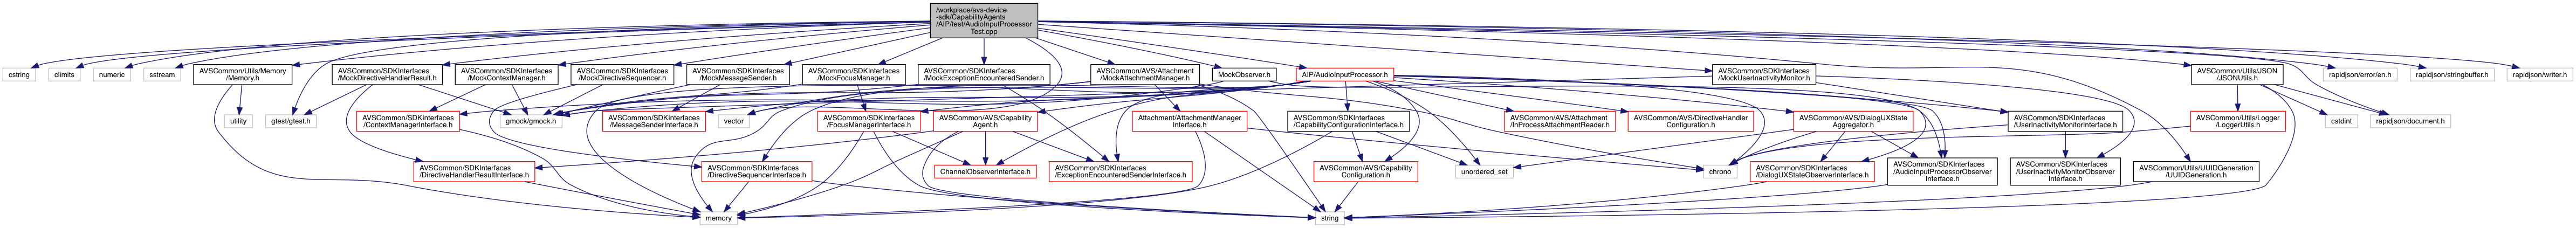 /workplace/avs-device
-sdk/CapabilityAgents
/AIP/test/AudioInputProcessor
Test.cpp
cstring
climits
numeric
sstream
AVSCommon/Utils/Memory
/Memory.h
AVSCommon/SDKInterfaces
/MockDirectiveHandlerResult.h
AVSCommon/SDKInterfaces
/MockContextManager.h
AVSCommon/SDKInterfaces
/MockDirectiveSequencer.h
AVSCommon/SDKInterfaces
/MockMessageSender.h
AVSCommon/SDKInterfaces
/MockFocusManager.h
AVSCommon/SDKInterfaces
/MockExceptionEncounteredSender.h
AVSCommon/AVS/Attachment
/MockAttachmentManager.h
MockObserver.h
AIP/AudioInputProcessor.h
AVSCommon/SDKInterfaces
/MockUserInactivityMonitor.h
AVSCommon/Utils/JSON
/JSONUtils.h
rapidjson/error/en.h
rapidjson/stringbuffer.h
rapidjson/writer.h
utility
gtest/gtest.h
AVSCommon/SDKInterfaces
/ContextManagerInterface.h
gmock/gmock.h
AVSCommon/SDKInterfaces
/MessageSenderInterface.h
vector
AVSCommon/SDKInterfaces
/FocusManagerInterface.h
AVSCommon/AVS/Capability
Agent.h
Attachment/AttachmentManager
Interface.h
AVSCommon/SDKInterfaces
/CapabilityConfigurationInterface.h
AVSCommon/AVS/Attachment
/InProcessAttachmentReader.h
AVSCommon/AVS/DirectiveHandler
Configuration.h
AVSCommon/AVS/DialogUXState
Aggregator.h
AVSCommon/SDKInterfaces
/UserInactivityMonitorInterface.h
AVSCommon/Utils/Logger
/LoggerUtils.h
cstdint
rapidjson/document.h
AVSCommon/SDKInterfaces
/DirectiveHandlerResultInterface.h
AVSCommon/SDKInterfaces
/DirectiveSequencerInterface.h
ChannelObserverInterface.h
AVSCommon/SDKInterfaces
/ExceptionEncounteredSenderInterface.h
AVSCommon/AVS/Capability
Configuration.h
unordered_set
chrono
AVSCommon/SDKInterfaces
/DialogUXStateObserverInterface.h
AVSCommon/SDKInterfaces
/AudioInputProcessorObserver
Interface.h
AVSCommon/SDKInterfaces
/UserInactivityMonitorObserver
Interface.h
AVSCommon/Utils/UUIDGeneration
/UUIDGeneration.h
memory
string